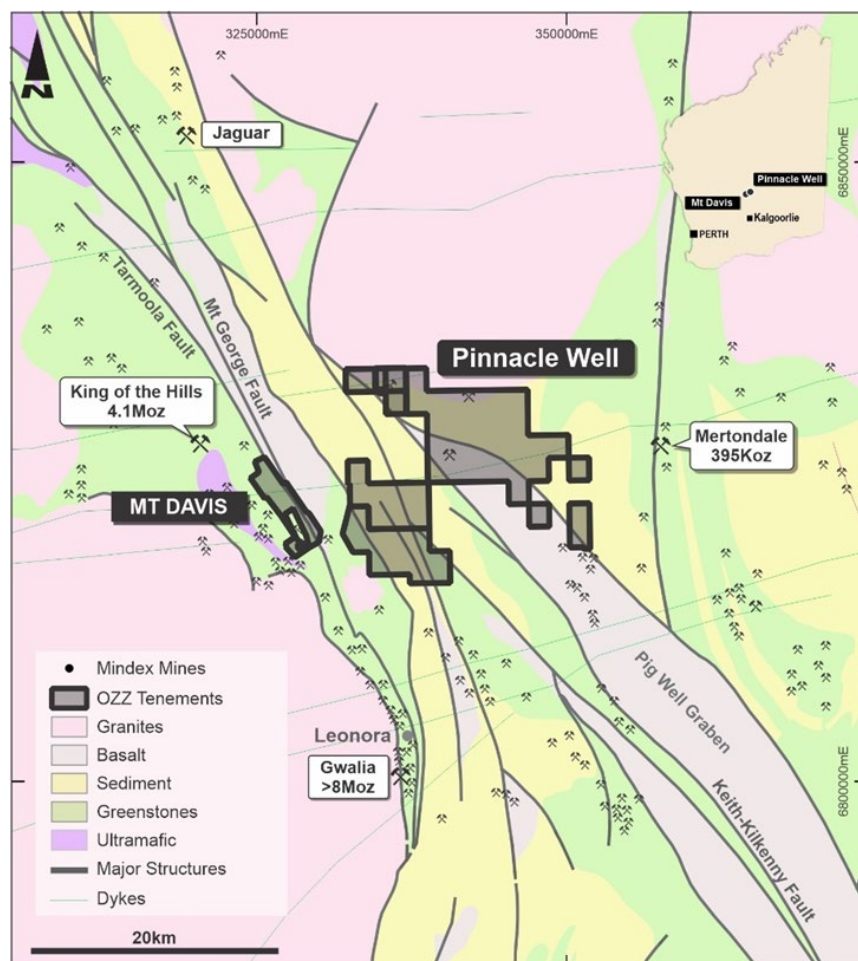 325000mE
350000mE
N
Jaguar
6850000mE
Pinnacle Well
Mt Davis
Kalgoorlie
PERTH
Tarmoola Fault
Mt George Fault
Pinnacle Well
King of the Hills
4.1Moz
Mertondale
395Koz
MT DAVIS
Pig Well Graben
Leonora
Gwalia
>8Moz
Keith-Kilkenny Fault
6800000mE
Mindex Mines
OZZ Tenements
Granites
Basalt
Sediment
Greenstones
Ultramafic
Major Structures
Dykes
20km